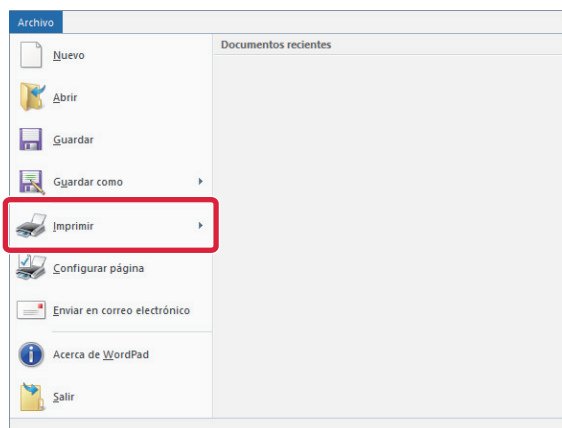 Archivo
Documentos recientes
Nuevo
Abrir
Guardar
Guardar como
Imprimir
Configurar página
Enviar en correo electrónico
Acerca de WordPad
Salir